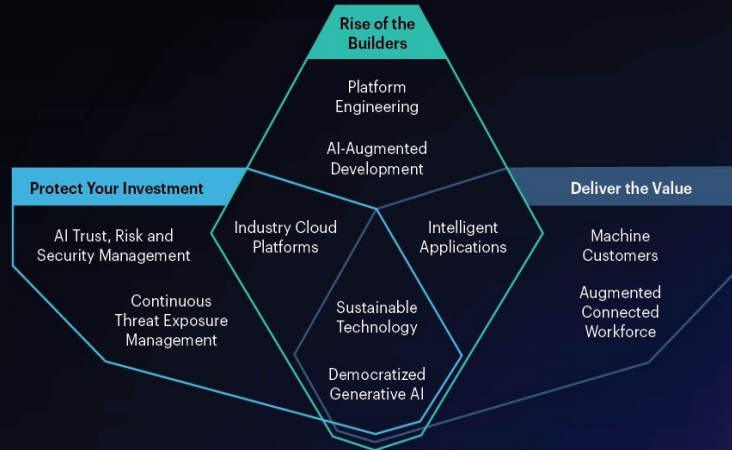 Rise of the
Builders
Platform
Engineering
AI-Augmented
Development
Protect Your Investment
Deliver the Value
AI Trust, Risk and
Security Management
Industry Cloud
Platforms
Intelligent
Applications
Machine
Customers
Continuous
Threat Exposure
Management
Sustainable
Technology
Augmented
Connected
Workforce
Democratized
Generative AI